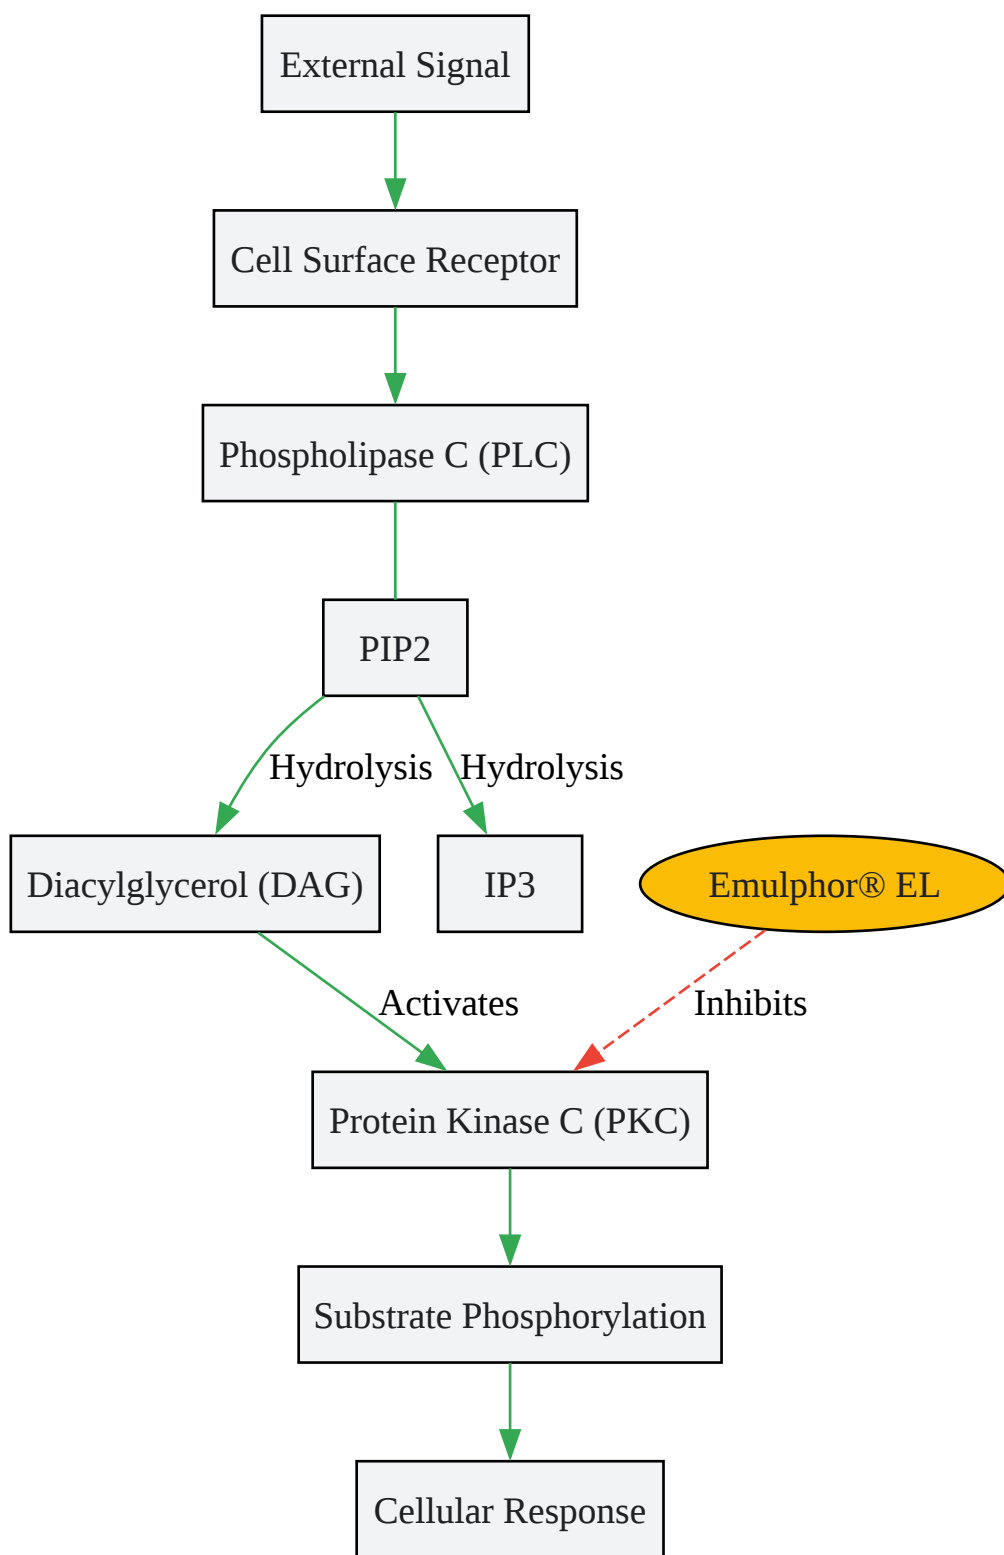 External Signal
Cell Surface Receptor
Phospholipase C (PLC)
PIP2
Hydrolysis
Hydrolysis
Diacylglycerol (DAG)
IP3
Emulphor® EL
Activates
Inhibits
Protein Kinase C (PKC)
Substrate Phosphorylation
Cellular Response